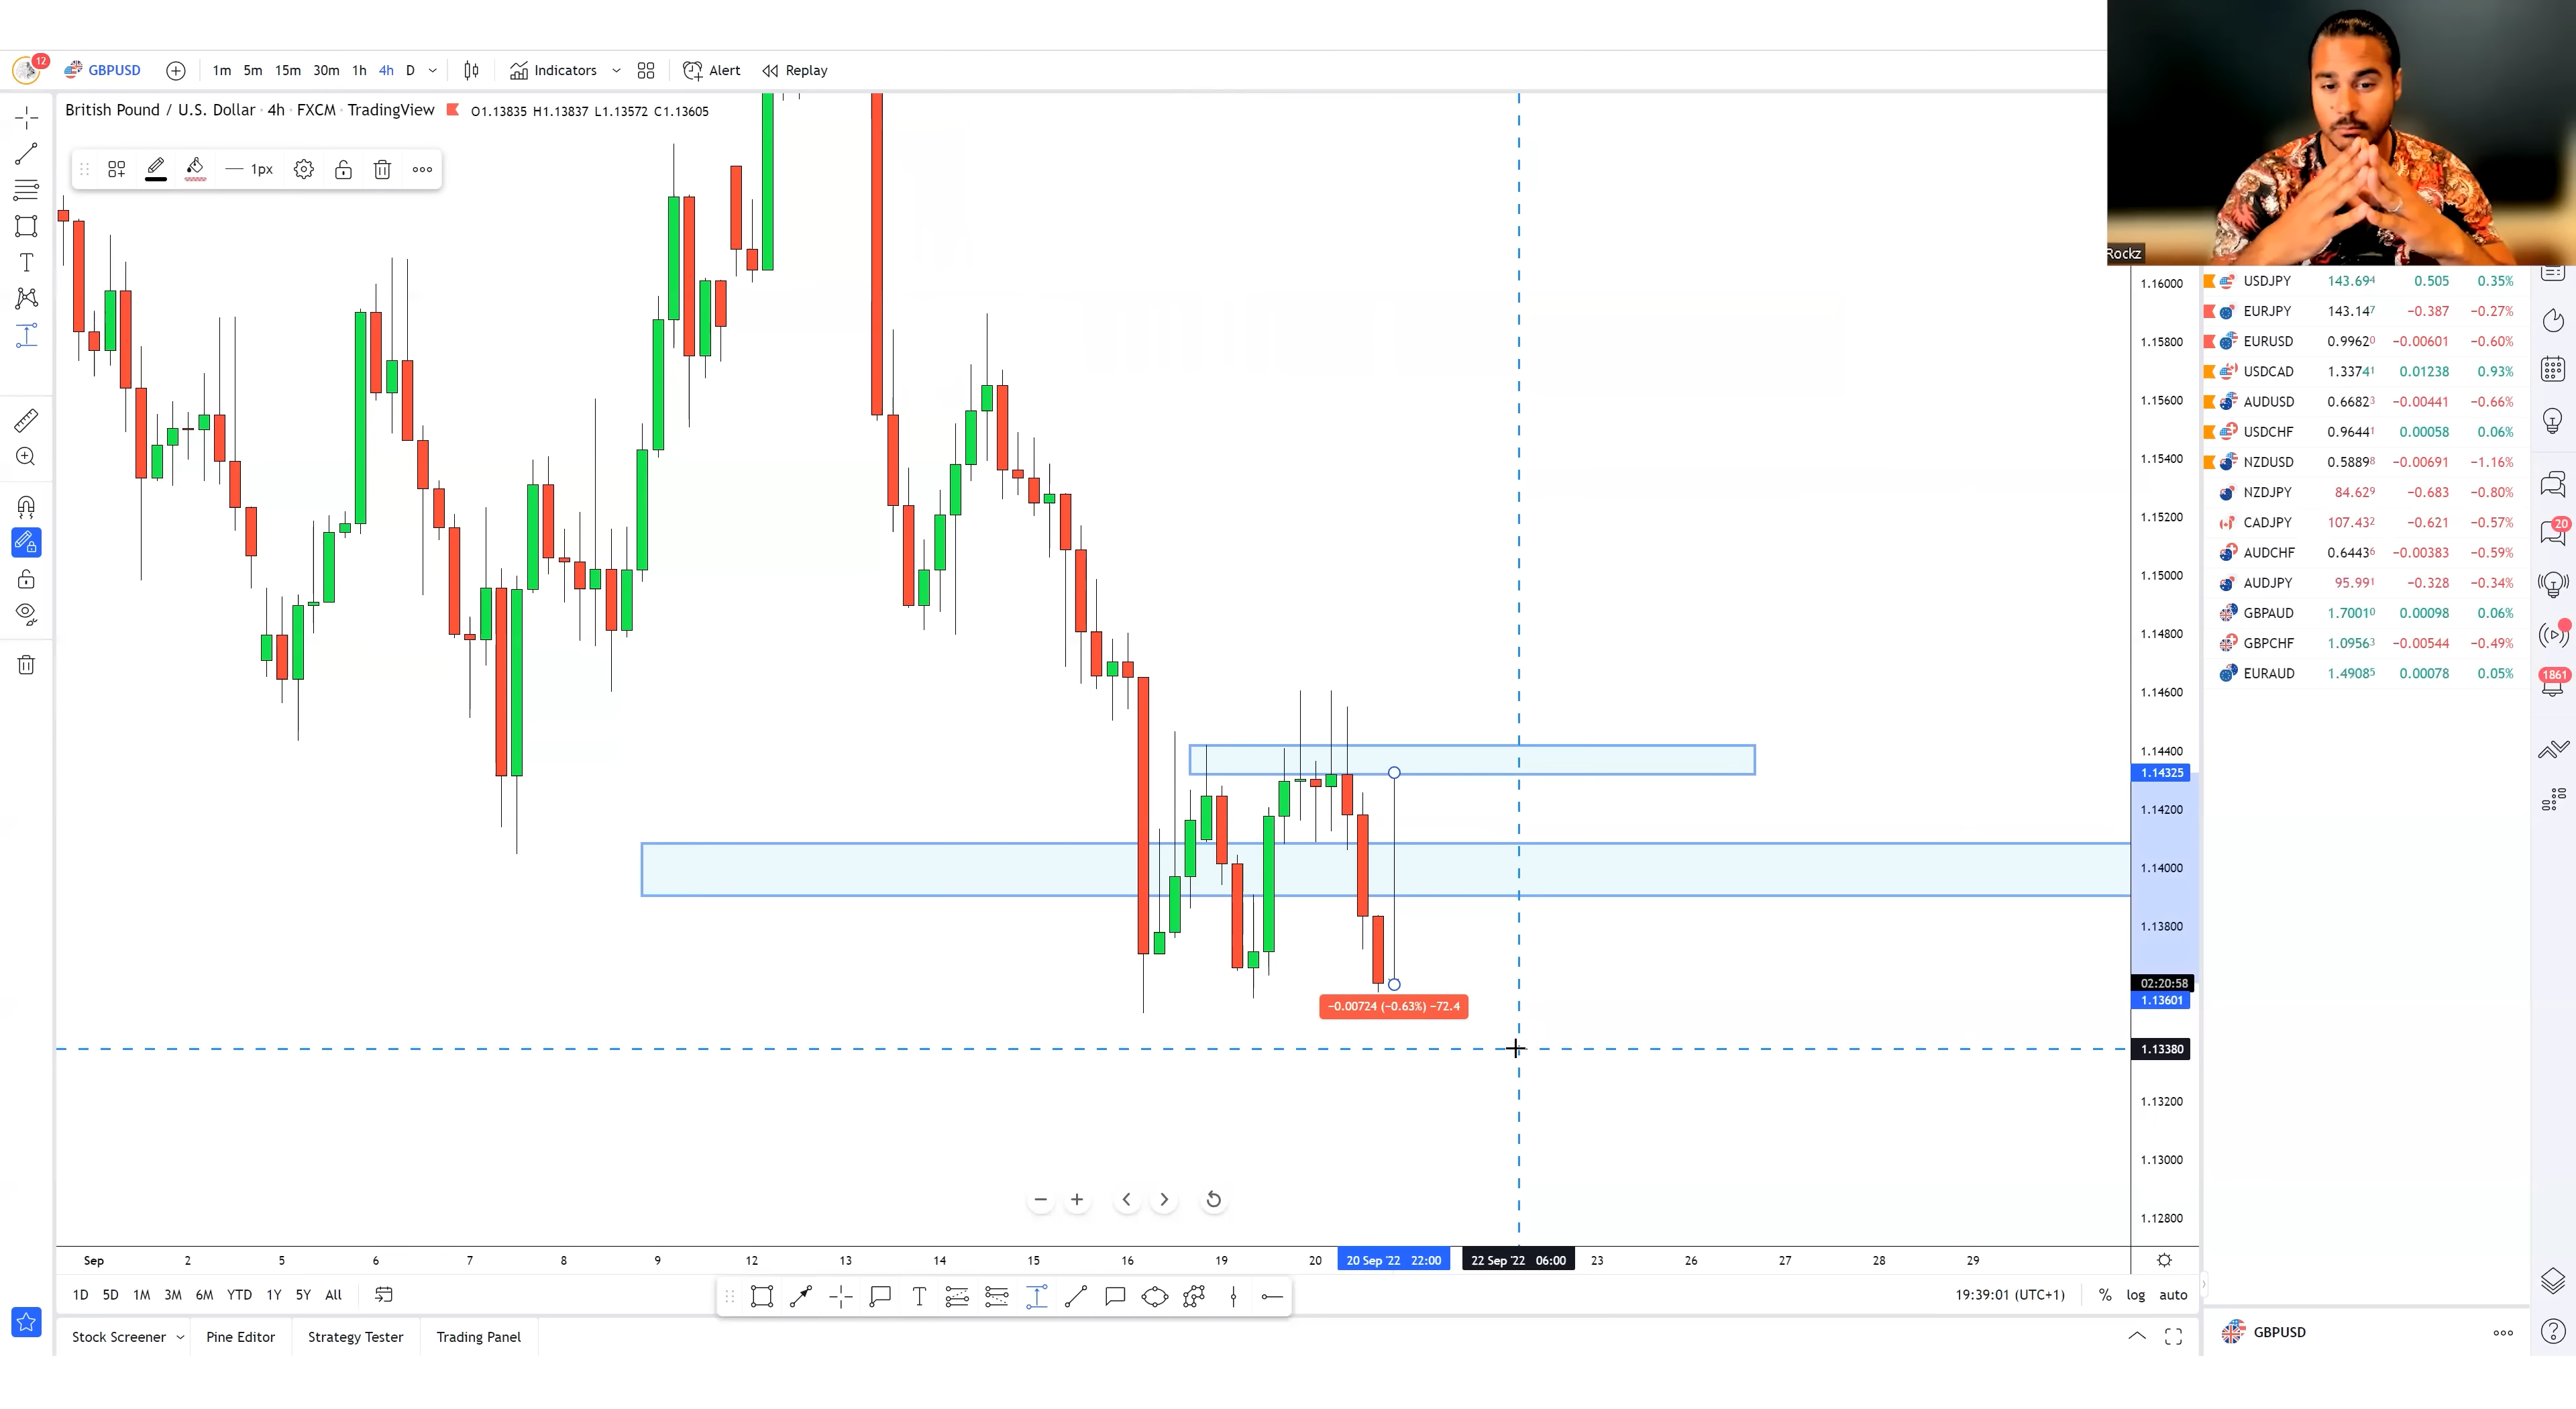 12
GBPUSD
1m 5m 15m 30m 1h 4h D
Indicators
Alert
Replay
British Pound / U.S. Dollar · 4h · FXCM · TradingView O1.13835 H1.13837 L1.13572 C1.13605
1px
Rockz
USDJPY 143.694 0.505 0.35%
EURJPY 143.147 −0.387 −0.27%
EURUSD 0.99620 −0.00601 −0.60%
USDCAD 1.33741 0.01238 0.93%
AUDUSD 0.66823 −0.00441 −0.66%
USDCHF 0.96441 0.00058 0.06%
NZDUSD 0.58898 −0.00691 −1.16%
NZDJPY 84.629 −0.683 −0.80%
CADJPY 107.432 −0.621 −0.57%
AUDCHF 0.64436 −0.00383 −0.59%
AUDJPY 95.991 −0.328 −0.34%
GBPAUD 1.70010 0.00098 0.06%
GBPCHF 1.09563 −0.00544 −0.49%
EURAUD 1.49085 0.00078 0.05%
20
1861
1.16000
1.15800
1.15600
1.15400
1.15200
1.15000
1.14800
1.14600
1.14400
1.14325
1.14200
1.14000
1.13800
02:20:58
1.13601
1.13380
1.13200
1.13000
1.12800
−0.00724 (−0.63%) −72.4
Sep 2 5 6 7 8 9 12 13 14 15 16 19 20 20 Sep '22 22:00 22 Sep '22 06:00 23 26 27 28 29
1D 5D 1M 3M 6M YTD 1Y 5Y All
T
19:39:01 (UTC+1) % log auto
Stock Screener Pine Editor Strategy Tester Trading Panel
GBPUSD